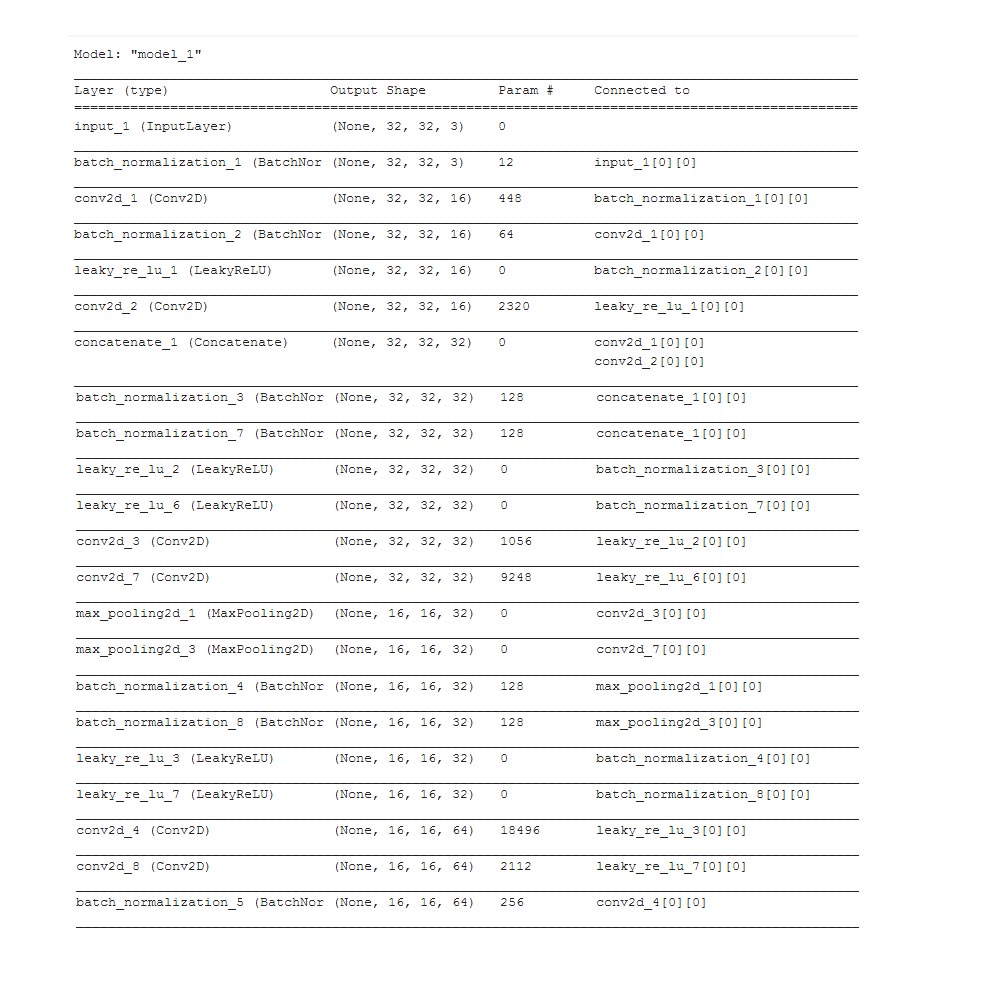 Model: "model_1"
Layer (type) Output Shape Param # Connected to
input_1 (InputLayer) (None, 32, 32, 3) 0
batch_normalization_1 (BatchNor (None, 32, 32, 3) 12 input_1[0][0]
conv2d_1 (Conv2D) (None, 32, 32, 16) 448 batch_normalization_1[0][0]
batch_normalization_2 (BatchNor (None, 32, 32, 16) 64 conv2d_1[0][0]
leaky_re_lu_1 (LeakyReLU) (None, 32, 32, 16) 0 batch_normalization_2[0][0]
conv2d_2 (Conv2D) (None, 32, 32, 16) 2320 leaky_re_lu_1[0][0]
concatenate_1 (Concatenate) (None, 32, 32, 32) 0 conv2d_1[0][0]
conv2d_2[0][0]
batch_normalization_3 (BatchNor (None, 32, 32, 32) 128 concatenate_1[0][0]
batch_normalization_7 (BatchNor (None, 32, 32, 32) 128 concatenate_1[0][0]
leaky_re_lu_2 (LeakyReLU) (None, 32, 32, 32) 0 batch_normalization_3[0][0]
leaky_re_lu_6 (LeakyReLU) (None, 32, 32, 32) 0 batch_normalization_7[0][0]
conv2d_3 (Conv2D) (None, 32, 32, 32) 1056 leaky_re_lu_2[0][0]
conv2d_7 (Conv2D) (None, 32, 32, 32) 9248 leaky_re_lu_6[0][0]
max_pooling2d_1 (MaxPooling2D) (None, 16, 16, 32) 0 conv2d_3[0][0]
max_pooling2d_3 (MaxPooling2D) (None, 16, 16, 32) 0 conv2d_7[0][0]
batch_normalization_4 (BatchNor (None, 16, 16, 32) 128 max_pooling2d_1[0][0]
batch_normalization_8 (BatchNor (None, 16, 16, 32) 128 max_pooling2d_3[0][0]
leaky_re_lu_3 (LeakyReLU) (None, 16, 16, 32) 0 batch_normalization_4[0][0]
leaky_re_lu_7 (LeakyReLU) (None, 16, 16, 32) 0 batch_normalization_8[0][0]
conv2d_4 (Conv2D) (None, 16, 16, 64) 18496 leaky_re_lu_3[0][0]
conv2d_8 (Conv2D) (None, 16, 16, 64) 2112 leaky_re_lu_7[0][0]
batch_normalization_5 (BatchNor (None, 16, 16, 64) 256 conv2d_4[0][0]